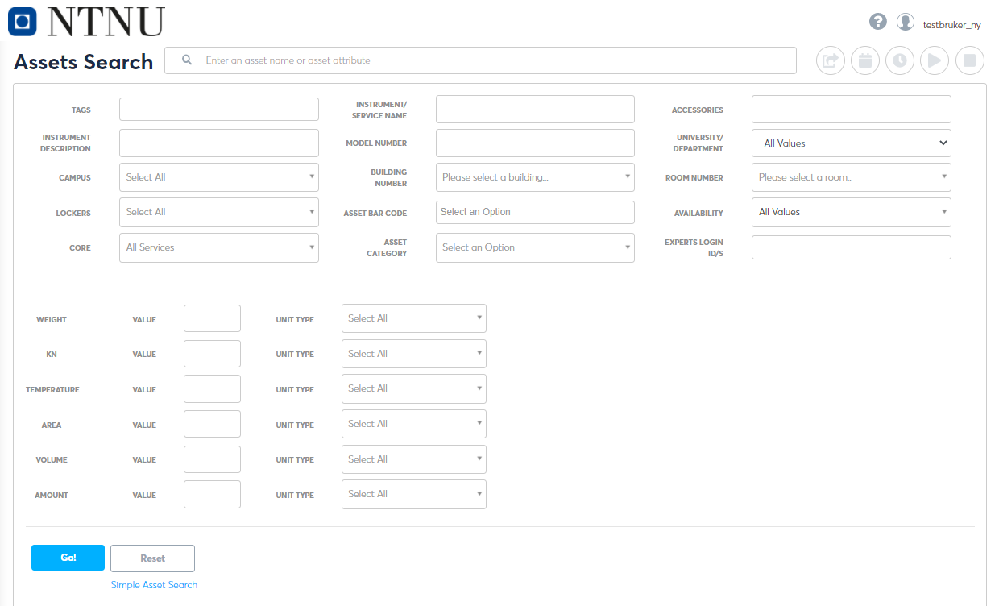 NTNU
? testbruker_ny
Assets Search Enter an asset name or asset attribute
TAGS INSTRUMENT/ SERVICE NAME ACCESSORIES
INSTRUMENT DESCRIPTION MODEL NUMBER UNIVERSITY/ DEPARTMENT All Values
CAMPUS Select All BUILDING NUMBER Please select a building... ROOM NUMBER Please select a room..
LOCKERS Select All ASSET BAR CODE Select an Option AVAILABILITY All Values
CORE All Services ASSET CATEGORY Select an Option EXPERTS LOGIN ID/S
WEIGHT VALUE UNIT TYPE Select All
KN VALUE UNIT TYPE Select All
TEMPERATURE VALUE UNIT TYPE Select All
AREA VALUE UNIT TYPE Select All
VOLUME VALUE UNIT TYPE Select All
AMOUNT VALUE UNIT TYPE Select All
Go! Reset
Simple Asset Search